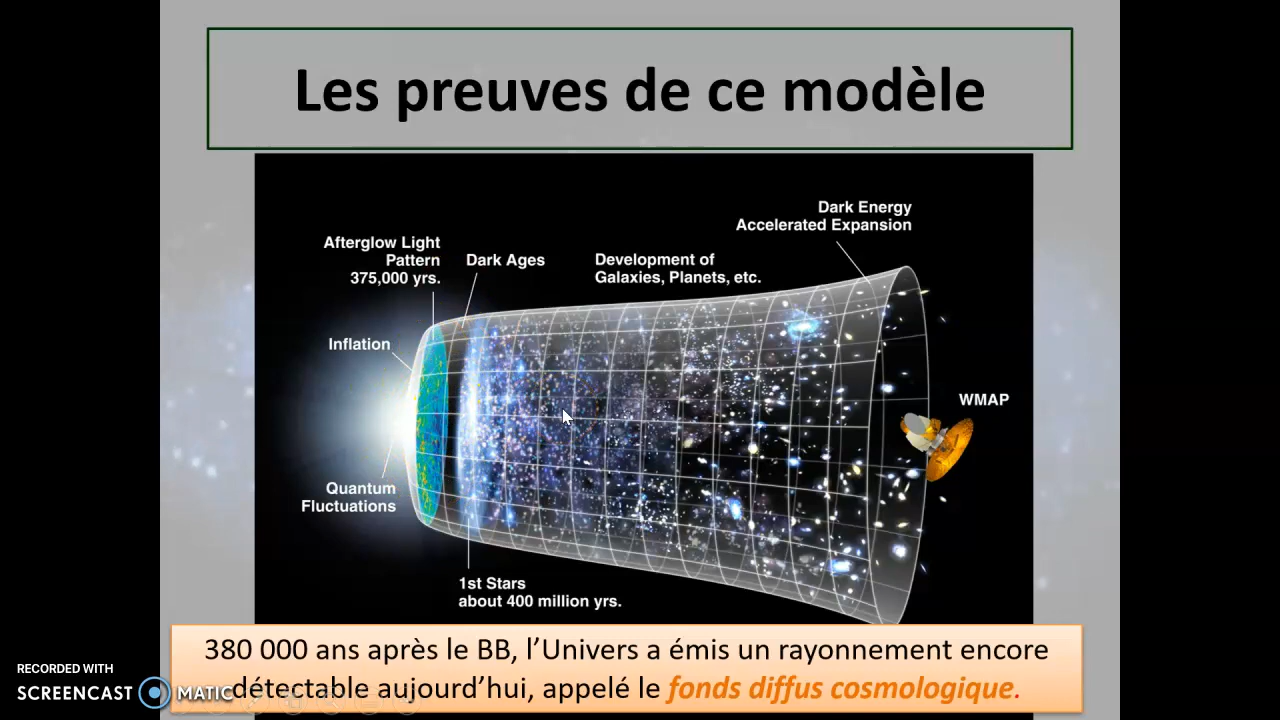 Les preuves de ce modèle
Dark Energy
Accelerated Expansion
Afterglow Light
Pattern
375,000 yrs.
Dark Ages
Development of
Galaxies, Planets, etc.
Inflation
WMAP
Quantum
Fluctuations
1st Stars
about 400 million yrs.
380 000 ans après le BB, l’Univers a émis un rayonnement encore
détectable aujourd’hui, appelé le fonds diffus cosmologique.
RECORDED WITH
SCREENCAST MATIC